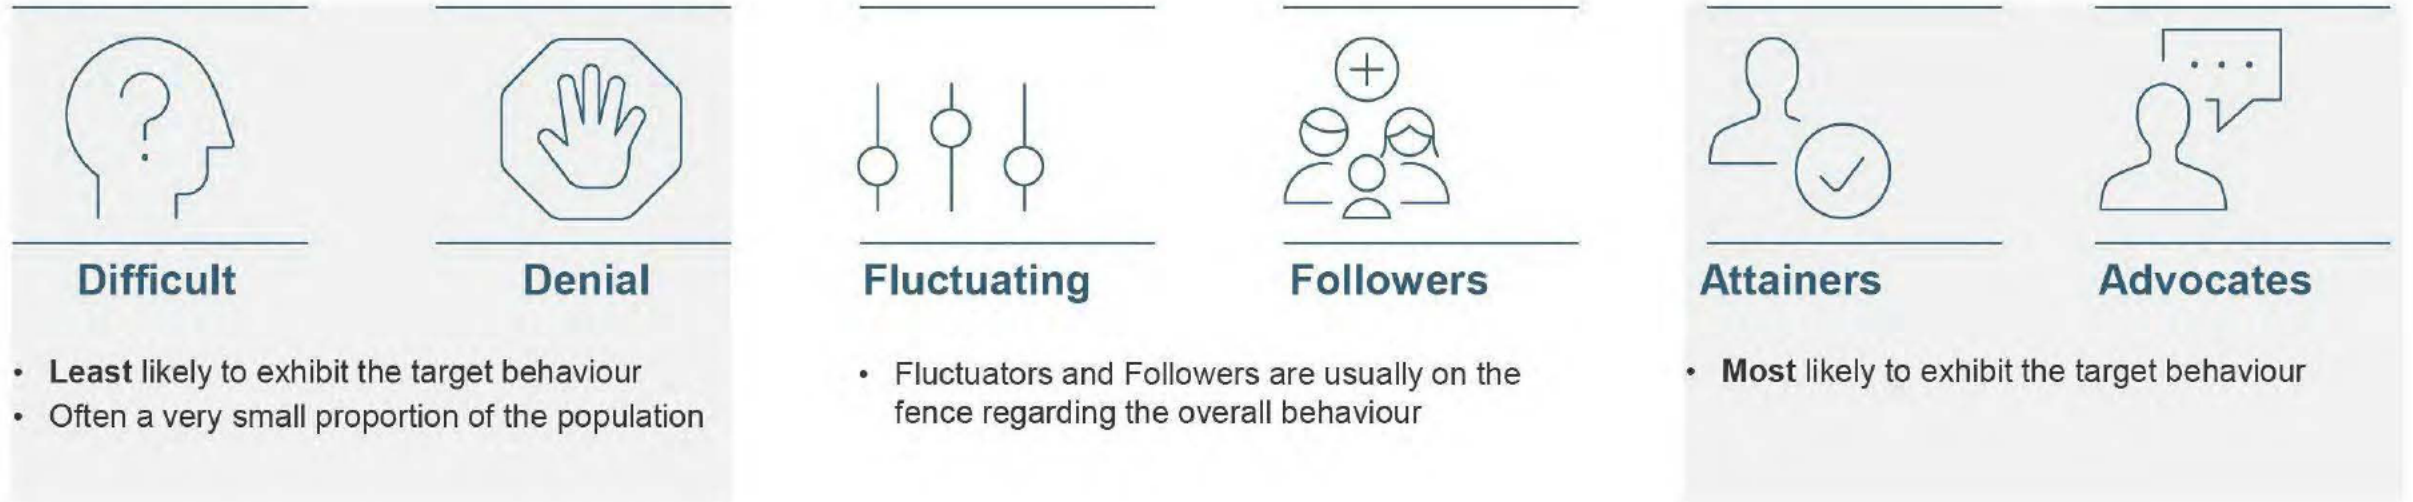 Difficult
Denial
• Least likely to exhibit the target behaviour
• Often a very small proportion of the population
Fluctuating
Followers
• Fluctuators and Followers are usually on the
fence regarding the overall behaviour
Attainers
Advocates
• Most likely to exhibit the target behaviour